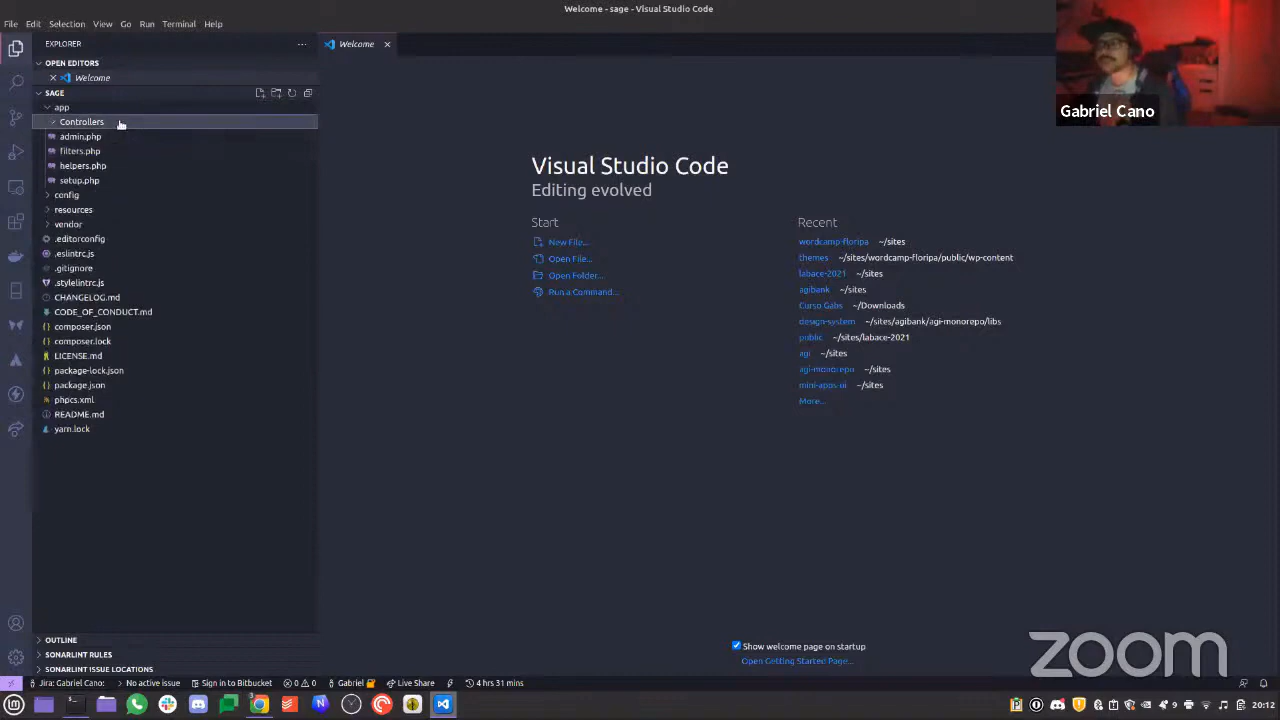 Welcome - sage - Visual Studio Code
File Edit Selection View Go Run Terminal Help
EXPLORER
Welcome
OPEN EDITORS
Welcome
SAGE
app
Controllers
admin.php
filters.php
helpers.php
setup.php
config
resources
vendor
.editorconfig
.eslintrc.js
.gitignore
.stylelintrc.js
CHANGELOG.md
CODE_OF_CONDUCT.md
composer.json
composer.lock
LICENSE.md
package-lock.json
package.json
phpcs.xml
README.md
yarn.lock
OUTLINE
SONARLINT RULES
SONARLINT ISSUE LOCATIONS
Visual Studio Code
Editing evolved
Start
New File...
Open File...
Open Folder...
Run a Command...
Recent
wordcamp-floripa ~/sites
themes ~/sites/wordcamp-floripa/public/wp-content
labace-2021 ~/sites
agibank ~/sites
Curso Gabs ~/Downloads
design-system ~/sites/agibank/agi-monorepo/libs
public ~/sites/labace-2021
agi ~/sites
agi-monorepo ~/sites
mini-apps-oi ~/sites
More...
Show welcome page on startup
Open Getting Started Page...
Gabriel Cano
zoom
Jira: Gabriel Cano: No active issue Sign in to Bitbucket 0 0 Gabriel Live Share 4 hrs 31 mins
9 20:12